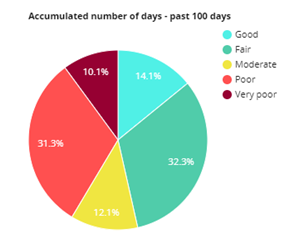 Accumulated number of days - past 100 days
Good
Fair
Moderate
Poor
Very poor
10.1%
14.1%
31.3%
32.3%
12.1%